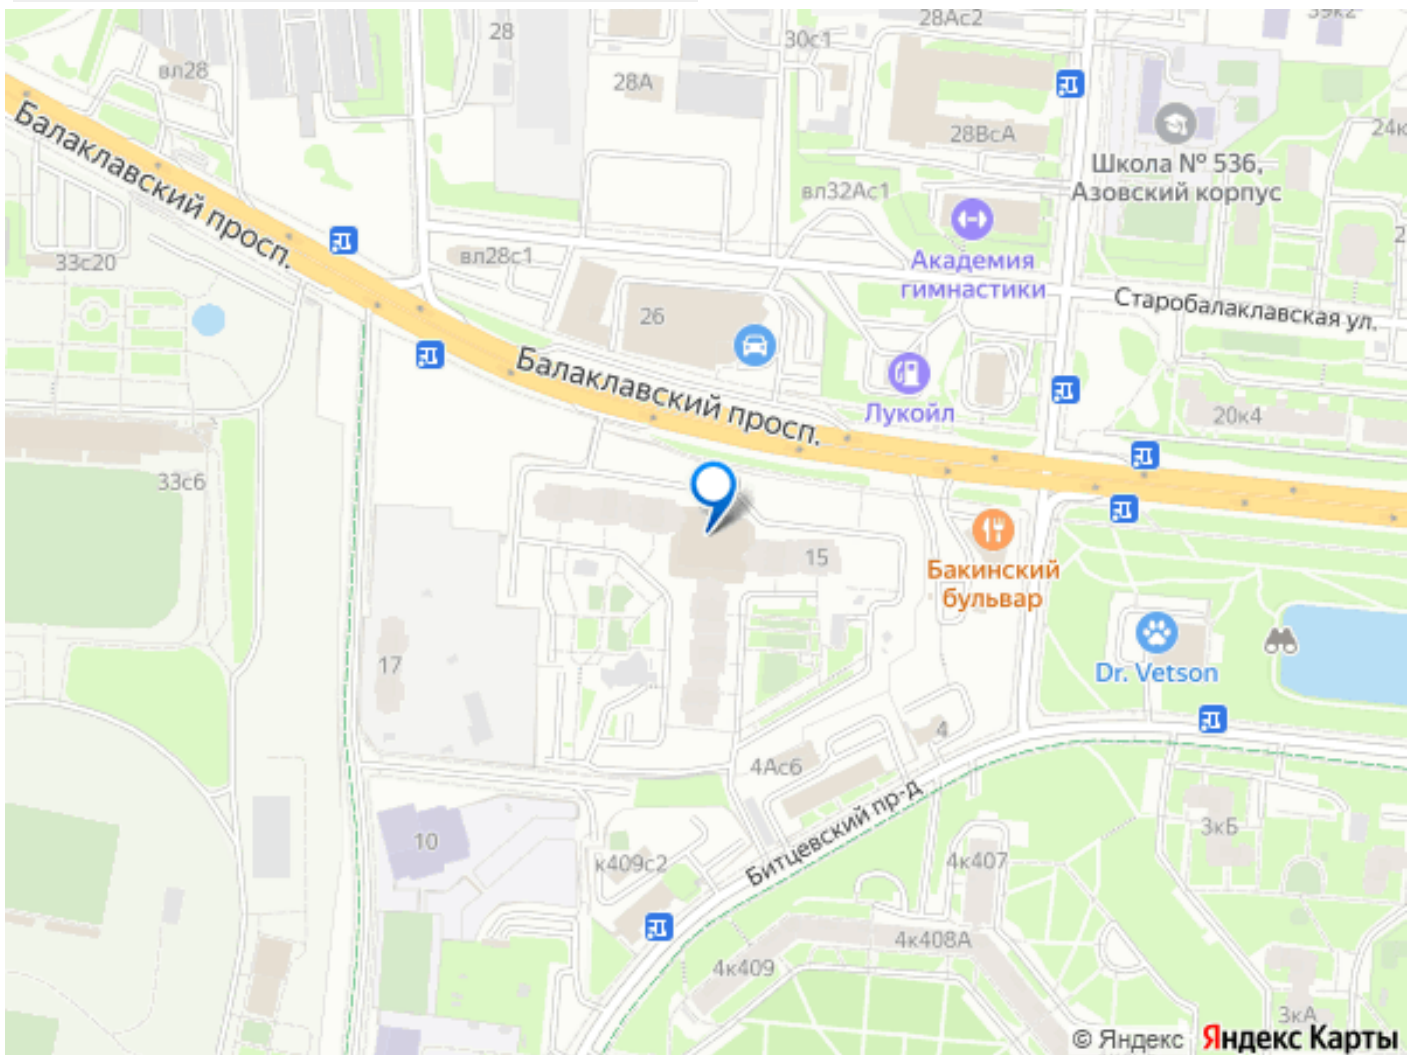 28Ас2
39к2
28
30с1
вл28
28А
24к
28ВсА
Балаклавский просп.
Школа № 536,
Азовский корпус
вл32Ас1
2
33с20
вл28с1
Академия
гимнастики
Старобалаклавская ул.
26
Балаклавский просп.
Лукойл
20к4
33с6
15
Бакинский
бульвар
17
Dr. Vetson
4
4Ас6
Битцевский пр-д
10
3кБ
к409с2
4к407
4к408А
4к409
3кА
© Яндекс Яндекс Карты